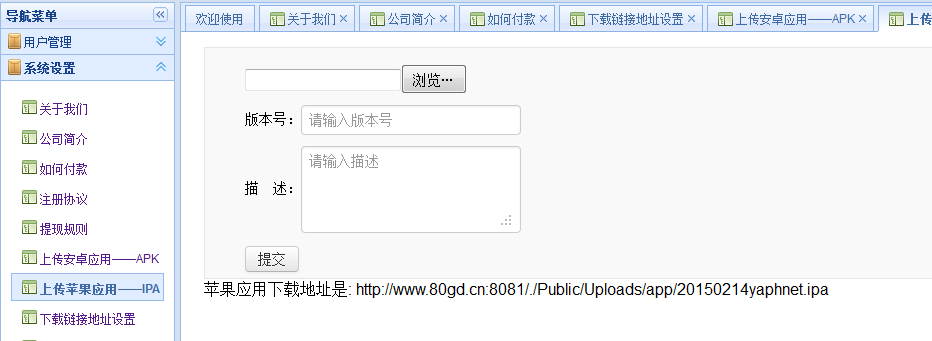 导航菜单
用户管理
系统设置
关于我们
公司简介
如何付款
注册协议
提现规则
上传安卓应用——APK
上传苹果应用——IPA
下载链接地址设置
欢迎使用
关于我们
公司简介
如何付款
下载链接地址设置
上传安卓应用——APK
上
浏览…
版本号：
请输入版本号
描 述：
请输入描述
提交
苹果应用下载地址是: http://www.80gd.cn:8081/./Public/Uploads/app/20150214yaphnet.ipa